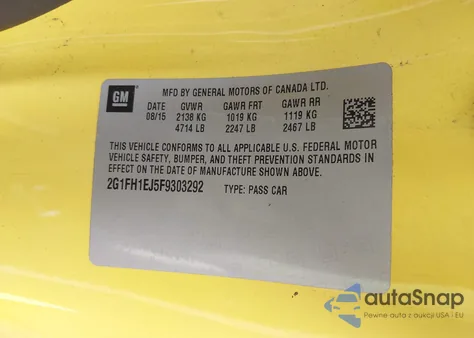 GM
MFD BY GENERAL MOTORS OF CANADA LTD.
DATE GVWR GAWR FRT GAWR RR
08/15 2138 KG 1019 KG 1119 KG
4714 LB 2247 LB 2467 LB
THIS VEHICLE CONFORMS TO ALL APPLICABLE U.S. FEDERAL MOTOR
VEHICLE SAFETY, BUMPER, AND THEFT PREVENTION STANDARDS IN
EFFECT ON THE DATE OF MANUFACTURE SHOWN ABOVE.
2G1FH1EJ5F9303292 TYPE: PASS CAR
autoSnap
Pewne auta z aukcji USA i EU